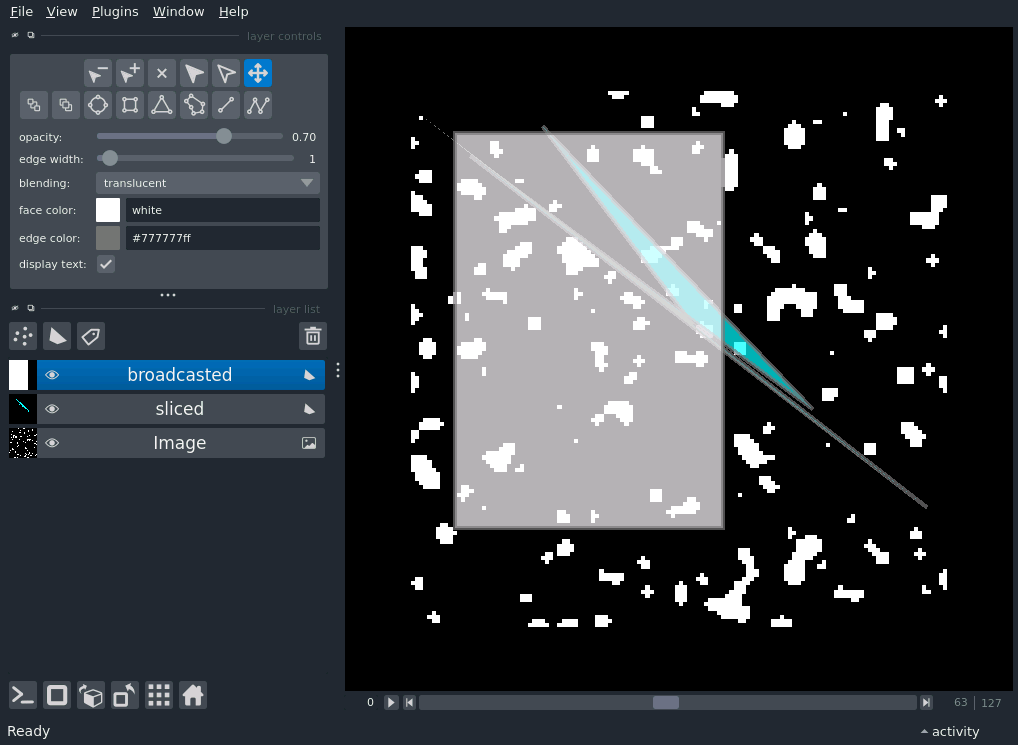 File View Plugins Window Help
layer controls
opacity: 0.70
edge width: 1
blending: translucent
face color: white
edge color: #777777ff
display text:
layer list
broadcasted
sliced
Image
0 63 | 127
Ready activity